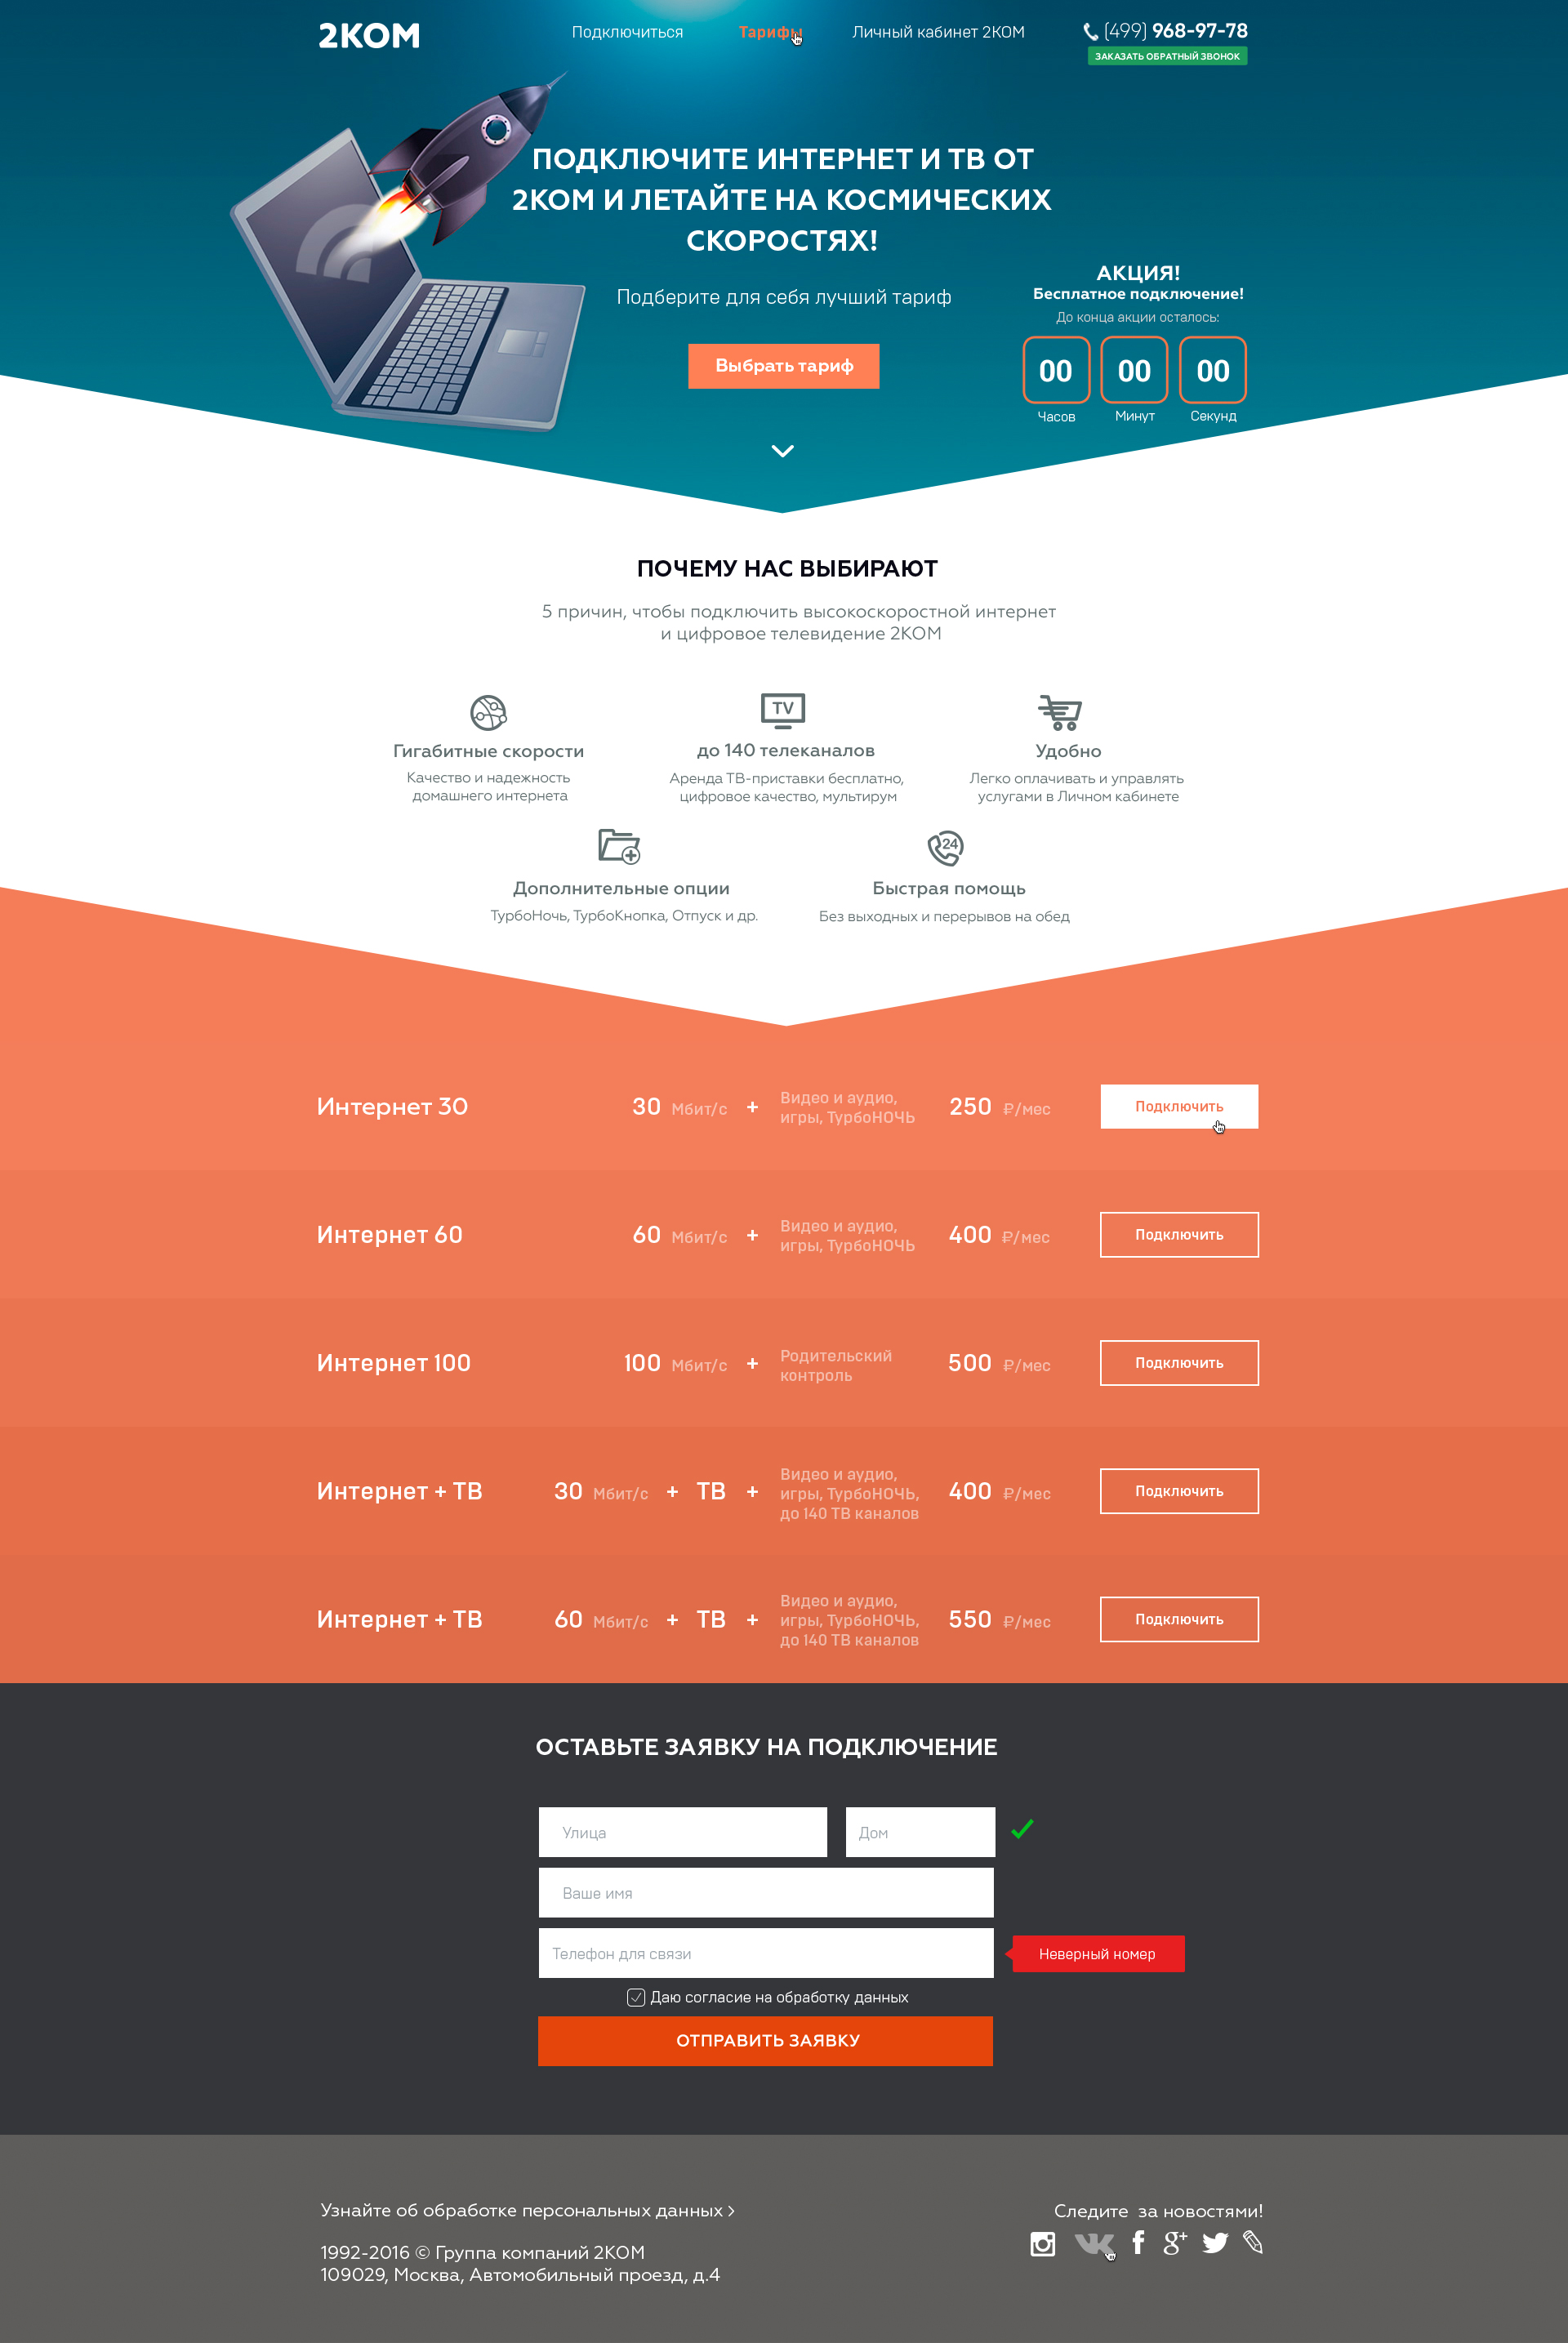 2КОМ
Подключиться
Тарифы
Личный кабинет 2КОМ
(499) 968-97-78
ЗАКАЗАТЬ ОБРАТНЫЙ ЗВОНОК
ПОДКЛЮЧИТЕ ИНТЕРНЕТ И ТВ ОТ
2КОМ И ЛЕТАЙТЕ НА КОСМИЧЕСКИХ
СКОРОСТЯХ!
Подберите для себя лучший тариф
Выбрать тариф
АКЦИЯ!
Бесплатное подключение!
До конца акции осталось:
00 00 00
Часов Минут Секунд
ПОЧЕМУ НАС ВЫБИРАЮТ
5 причин, чтобы подключить высокоскоростной интернет
и цифровое телевидение 2КОМ
Гигабитные скорости
Качество и надежность
домашнего интернета
TV
до 140 телеканалов
Аренда ТВ-приставки бесплатно,
цифровое качество, мультирум
Удобно
Легко оплачивать и управлять
услугами в Личном кабинете
Дополнительные опции
ТурбоНочь, ТурбоКнопка, Отпуск и др.
24
Быстрая помощь
Без выходных и перерывов на обед
Интернет 30
30 Мбит/с +
Видео и аудио,
игры, ТурбоНОЧЬ
250 ₽/мес
Подключить
Интернет 60
60 Мбит/с +
Видео и аудио,
игры, ТурбоНОЧЬ
400 ₽/мес
Подключить
Интернет 100
100 Мбит/с +
Родительский
контроль
500 ₽/мес
Подключить
Интернет + ТВ
30 Мбит/с + ТВ +
Видео и аудио,
игры, ТурбоНОЧЬ,
до 140 ТВ каналов
400 ₽/мес
Подключить
Интернет + ТВ
60 Мбит/с + ТВ +
Видео и аудио,
игры, ТурбоНОЧЬ,
до 140 ТВ каналов
550 ₽/мес
Подключить
ОСТАВЬТЕ ЗАЯВКУ НА ПОДКЛЮЧЕНИЕ
Улица
Дом
Ваше имя
Телефон для связи
Неверный номер
Даю согласие на обработку данных
ОТПРАВИТЬ ЗАЯВКУ
Узнайте об обработке персональных данных >
1992-2016 © Группа компаний 2КОМ
109029, Москва, Автомобильный проезд, д.4
Следите за новостями!